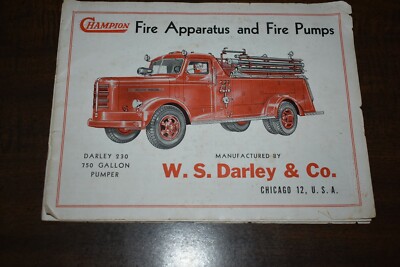 CHAMPION Fire Apparatus and Fire Pumps
DARLEY 230
750 GALLON
PUMPER
MANUFACTURED BY
W. S. Darley & Co.
CHICAGO 12, U. S. A.